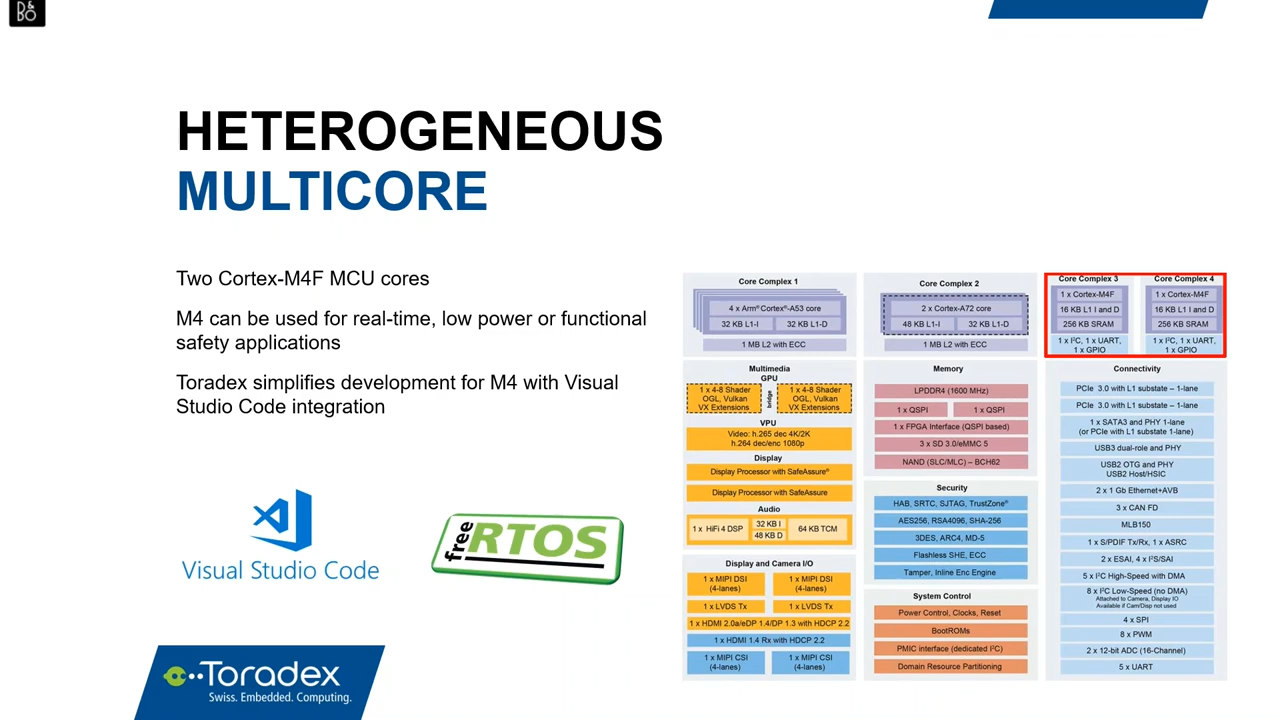 B&O
HETEROGENEOUS
MULTICORE
Two Cortex-M4F MCU cores
M4 can be used for real-time, low power or functional
safety applications
Toradex simplifies development for M4 with Visual
Studio Code integration
Visual Studio Code
free
RTOS
Toradex
Swiss. Embedded. Computing.
Core Complex 1
4 x Arm® Cortex®-A53 core
32 KB L1-I
32 KB L1-D
1 MB L2 with ECC
Core Complex 2
2 x Cortex-A72 core
48 KB L1-I
32 KB L1-D
1 MB L2 with ECC
Core Complex 3
1 x Cortex-M4F
16 KB L1 I and D
256 KB SRAM
1 x I²C, 1 x UART,
1 x GPIO
Core Complex 4
1 x Cortex-M4F
16 KB L1 I and D
256 KB SRAM
1 x I²C, 1 x UART,
1 x GPIO
Multimedia
GPU
1 x 4-8 Shader
OGL, Vulkan
VX Extensions
bridge
1 x 4-8 Shader
OGL, Vulkan
VX Extensions
VPU
Video: h.265 dec 4K/2K
h.264 dec/enc 1080p
Display
Display Processor with SafeAssure®
Display Processor with SafeAssure
Audio
1 x HiFi 4 DSP
32 KB I
48 KB D
64 KB TCM
Display and Camera I/O
1 x MIPI DSI
(4-lanes)
1 x MIPI DSI
(4-lanes)
1 x LVDS Tx
1 x LVDS Tx
1 x HDMI 2.0a/eDP 1.4/DP 1.3 with HDCP 2.2
1 x HDMI 1.4 Rx with HDCP 2.2
1 x MIPI CSI
(4-lanes)
1 x MIPI CSI
(4-lanes)
Memory
LPDDR4 (1600 MHz)
1 x QSPI
1 x QSPI
1 x FPGA Interface (QSPI based)
3 x SD 3.0/eMMC 5
NAND (SLC/MLC) – BCH62
Security
HAB, SRTC, SJTAG, TrustZone®
AES256, RSA4096, SHA-256
3DES, ARC4, MD-5
Flashless SHE, ECC
Tamper, Inline Enc Engine
System Control
Power Control, Clocks, Reset
BootROMs
PMIC interface (dedicated I²C)
Domain Resource Partitioning
Connectivity
PCIe 3.0 with L1 substate – 1-lane
PCIe 3.0 with L1 substate – 1-lane
1 x SATA3 and PHY 1-lane
(or PCIe with L1 substate 1-lane)
USB3 dual-role and PHY
USB2 OTG and PHY
USB2 Host/HSIC
2 x 1 Gb Ethernet+AVB
3 x CAN FD
MLB150
1 x S/PDIF Tx/Rx, 1 x ASRC
2 x ESAI, 4 x I²S/SAI
5 x I²C High-Speed with DMA
8 x I²C Low-Speed (no DMA)
Attached to Camera, Display IO
Available if Cam/Disp not used
4 x SPI
8 x PWM
2 x 12-bit ADC (16-Channel)
5 x UART